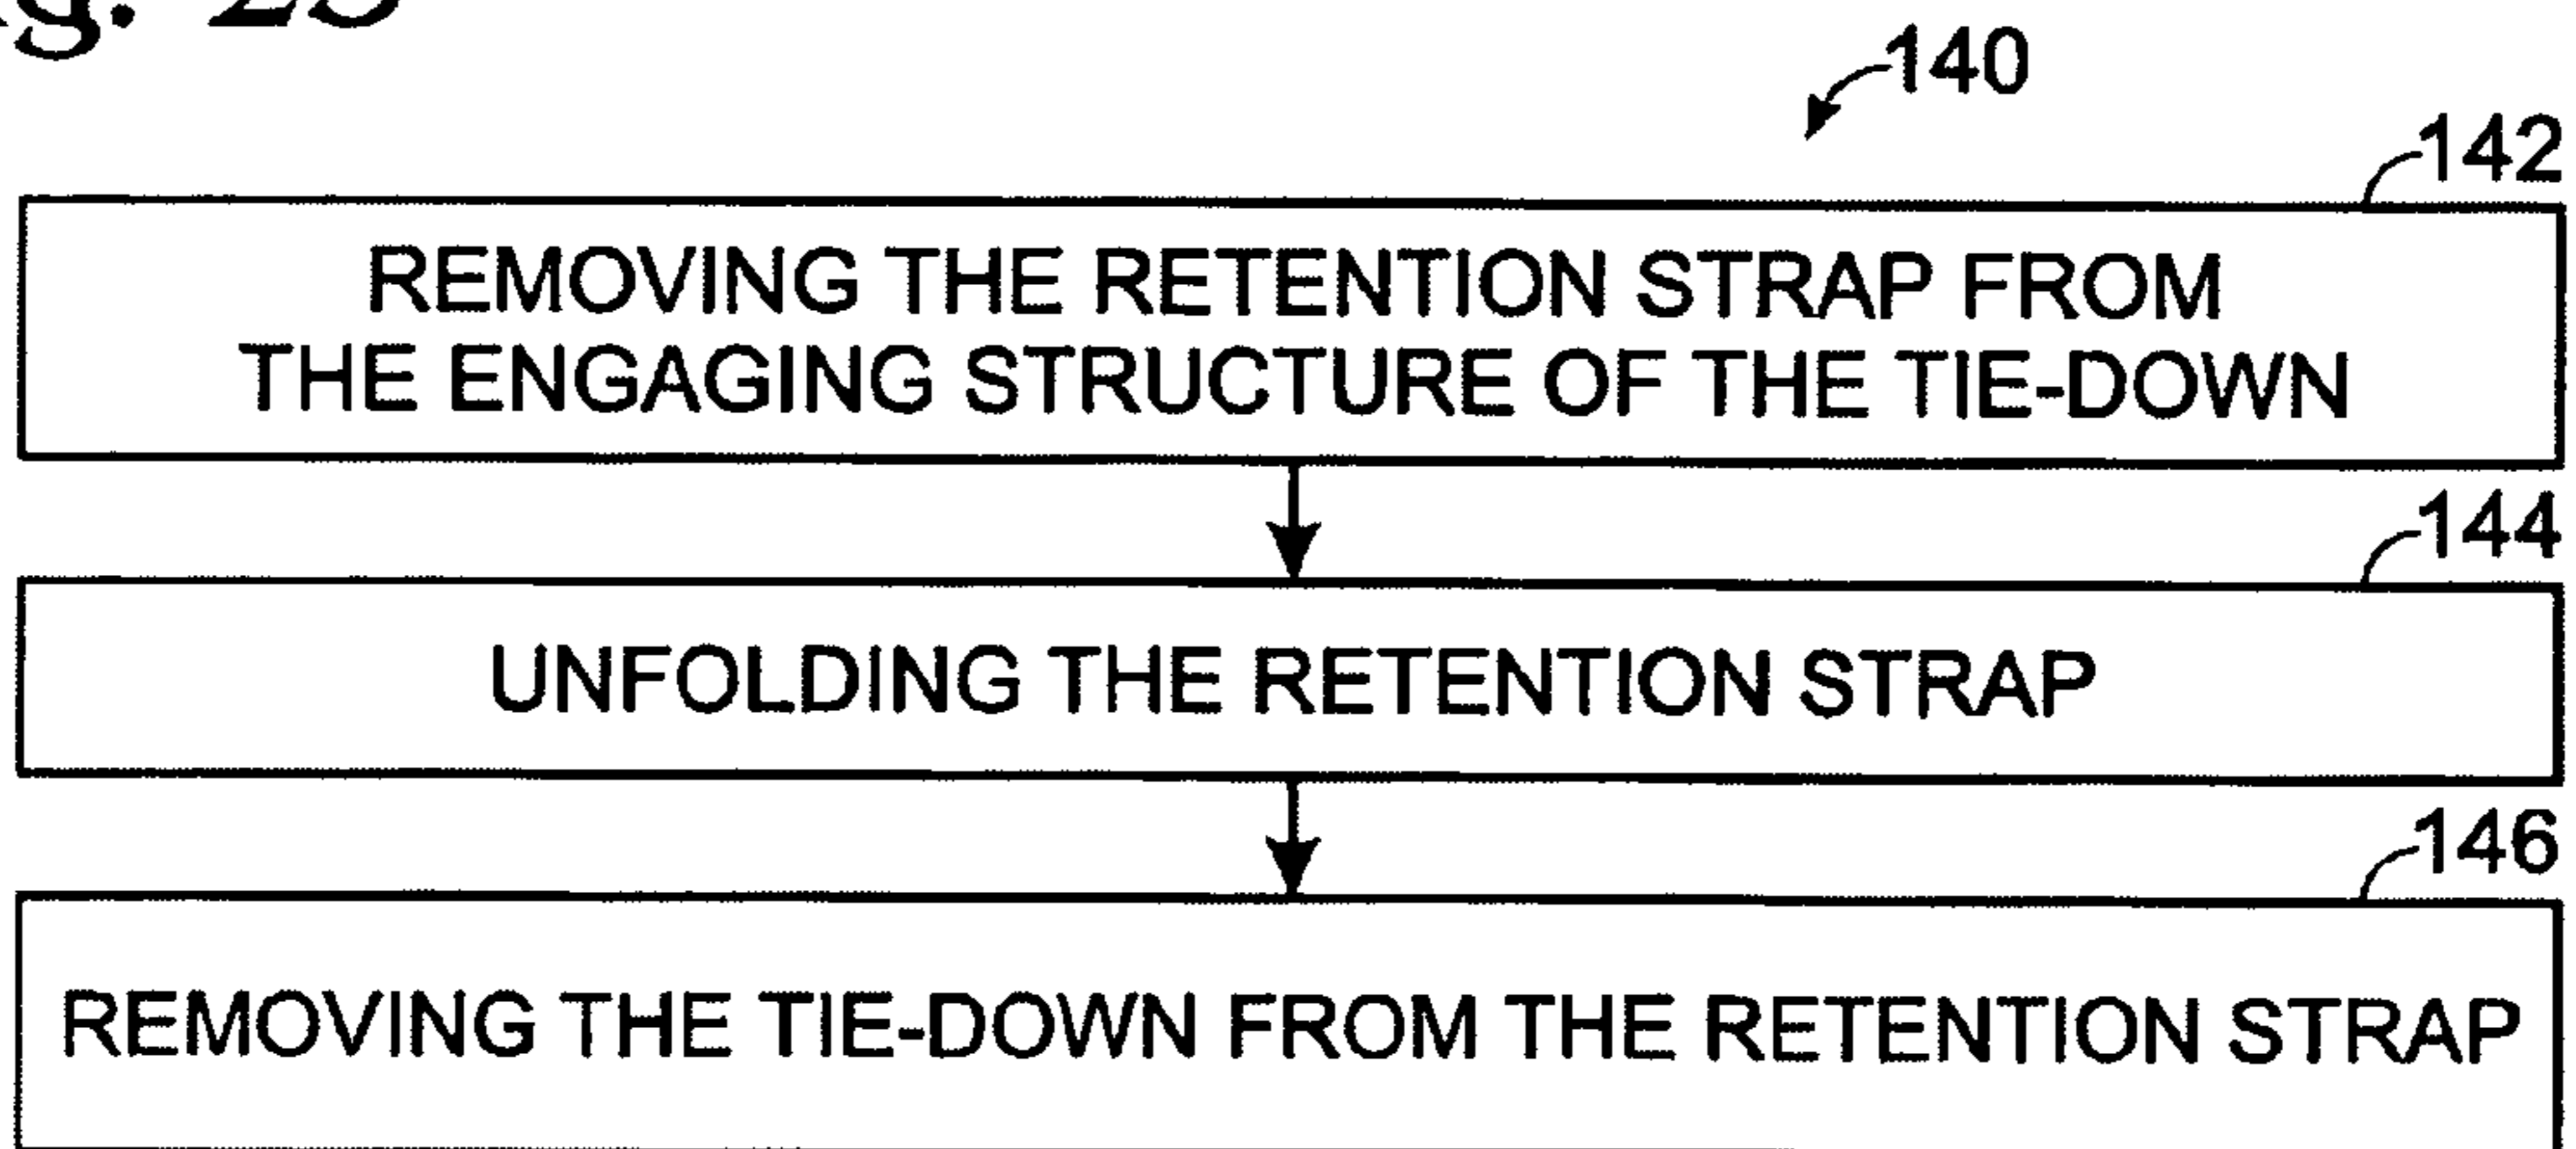 140
142
REMOVING THE RETENTION STRAP FROM
THE ENGAGING STRUCTURE OF THE TIE-DOWN
144
UNFOLDING THE RETENTION STRAP
146
REMOVING THE TIE-DOWN FROM THE RETENTION STRAP